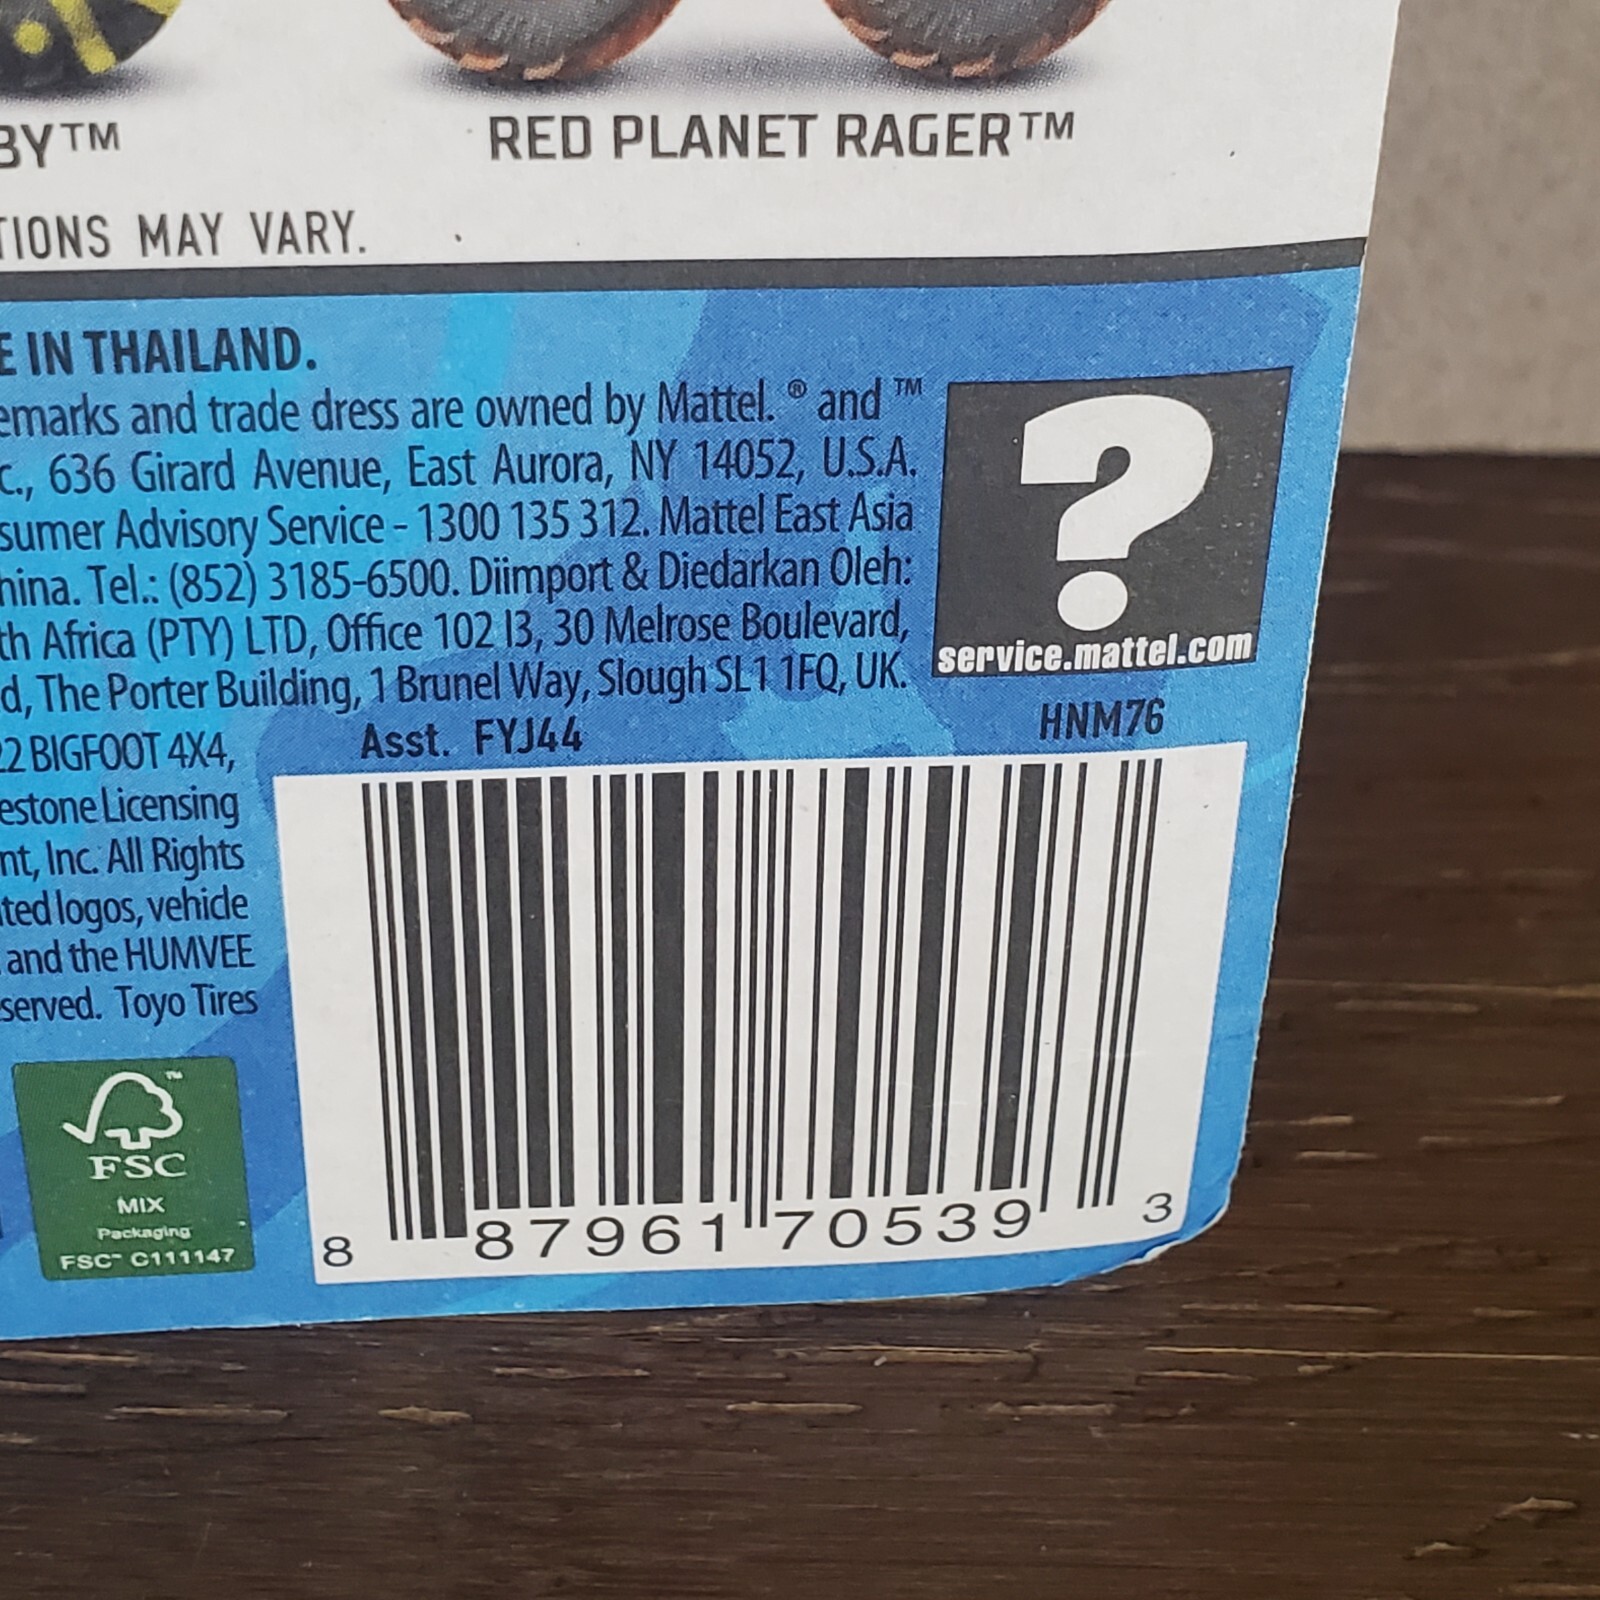 BY™
RED PLANET RAGER™
TIONS MAY VARY.
E IN THAILAND.
emarks and trade dress are owned by Mattel. ® and ™
c., 636 Girard Avenue, East Aurora, NY 14052, U.S.A.
sumer Advisory Service - 1300 135 312. Mattel East Asia
hina. Tel.: (852) 3185-6500. Diimport & Diedarkan Oleh:
th Africa (PTY) LTD, Office 102 I3, 30 Melrose Boulevard,
d, The Porter Building, 1 Brunel Way, Slough SL1 1FQ, UK.
service.mattel.com
22 BIGFOOT 4X4,
estone Licensing
nt, Inc. All Rights
ted logos, vehicle
and the HUMVEE
served. Toyo Tires
Asst. FYJ44
HNM76
8 87961 70539 3
FSC™
MIX
Packaging
FSC™ C111147